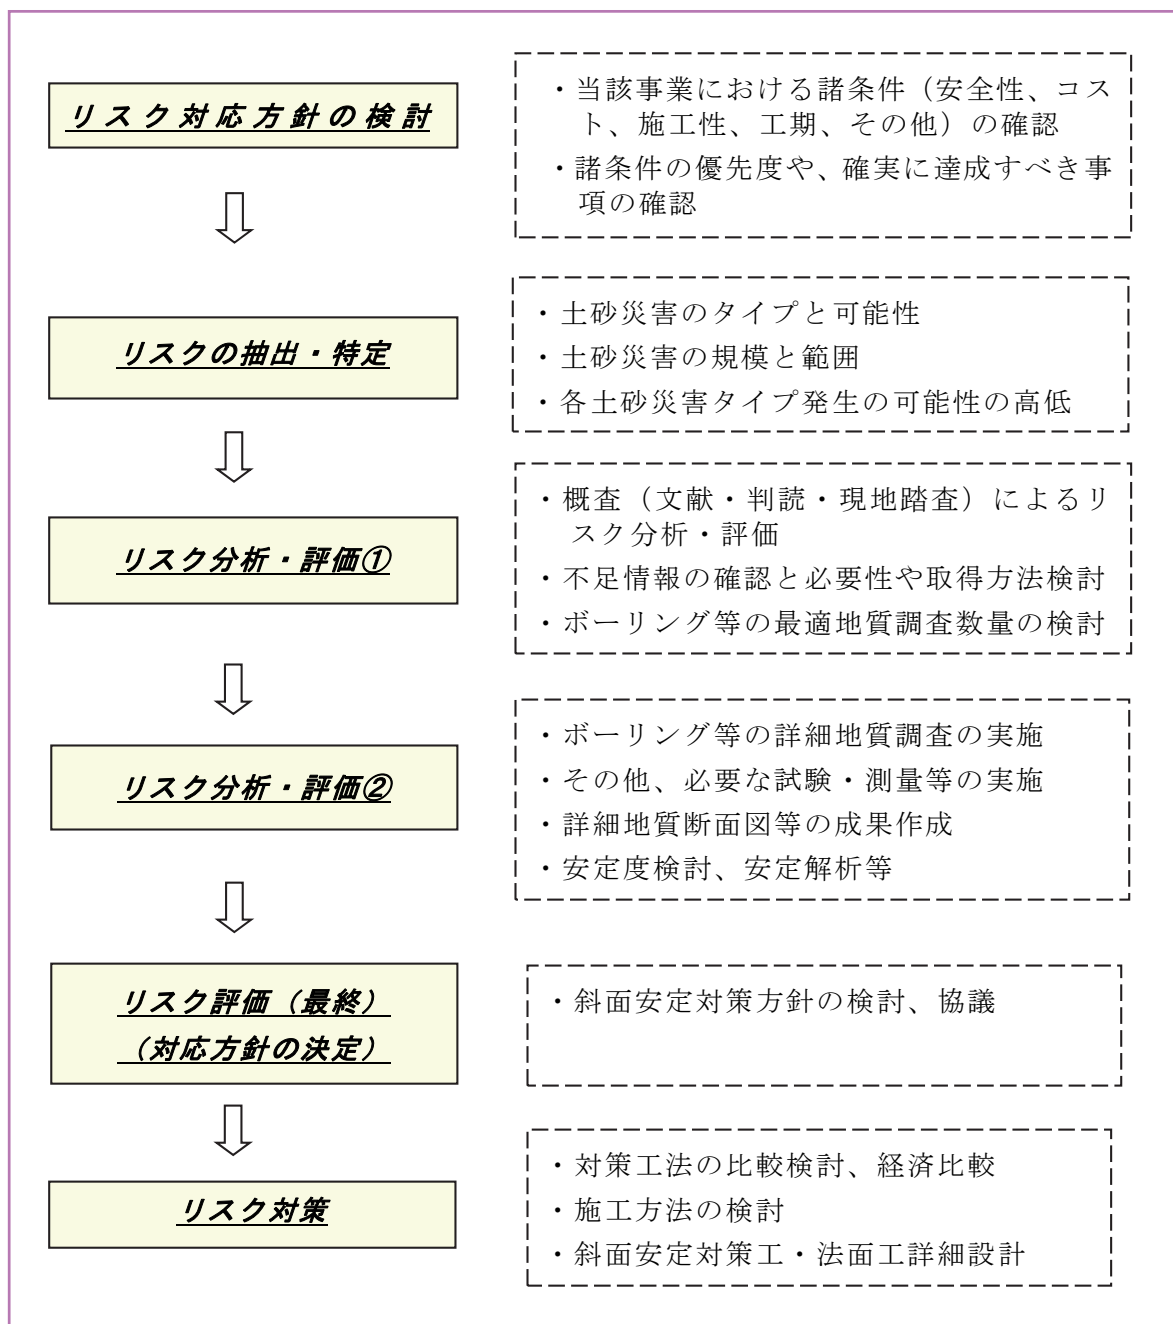 リスク対応方針の検討
・当該事業における諸条件（安全性、コス
ト、施工性、工期、その他）の確認
・諸条件の優先度や、確実に達成すべき事
項の確認
リスクの抽出・特定
・土砂災害のタイプと可能性
・土砂災害の規模と範囲
・各土砂災害タイプ発生の可能性の高低
リスク分析・評価①
・概査（文献・判読・現地踏査）によるリ
スク分析・評価
・不足情報の確認と必要性や取得方法検討
・ボーリング等の最適地質調査数量の検討
リスク分析・評価②
・ボーリング等の詳細地質調査の実施
・その他、必要な試験・測量等の実施
・詳細地質断面図等の成果作成
・安定度検討、安定解析等
リスク評価（最終）
（対応方針の決定）
・斜面安定対策方針の検討、協議
リスク対策
・対策工法の比較検討、経済比較
・施工方法の検討
・斜面安定対策工・法面工詳細設計